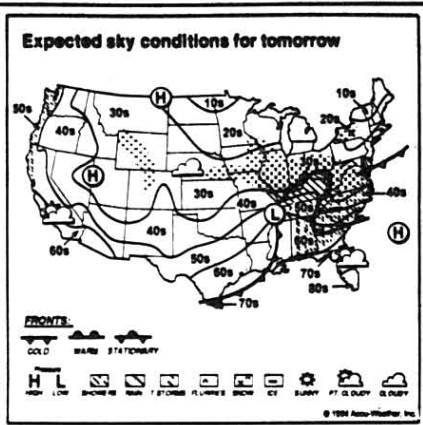 Expected sky conditions for tomorrow
50s
40s
30s
H
10s
20s
10s
20s
H
30s
40s
40s
L
H
60s
40s
50s
60s
70s
60s
70s
80s
FRONTS:
COLD WARM STATIONARY
Pressure
H L
HIGH LOW SHOWERS RAIN T-STORMS FLURRIES SNOW ICE SUNNY PT. CLOUDY CLOUDY
© 1994 Accu-Weather, Inc.